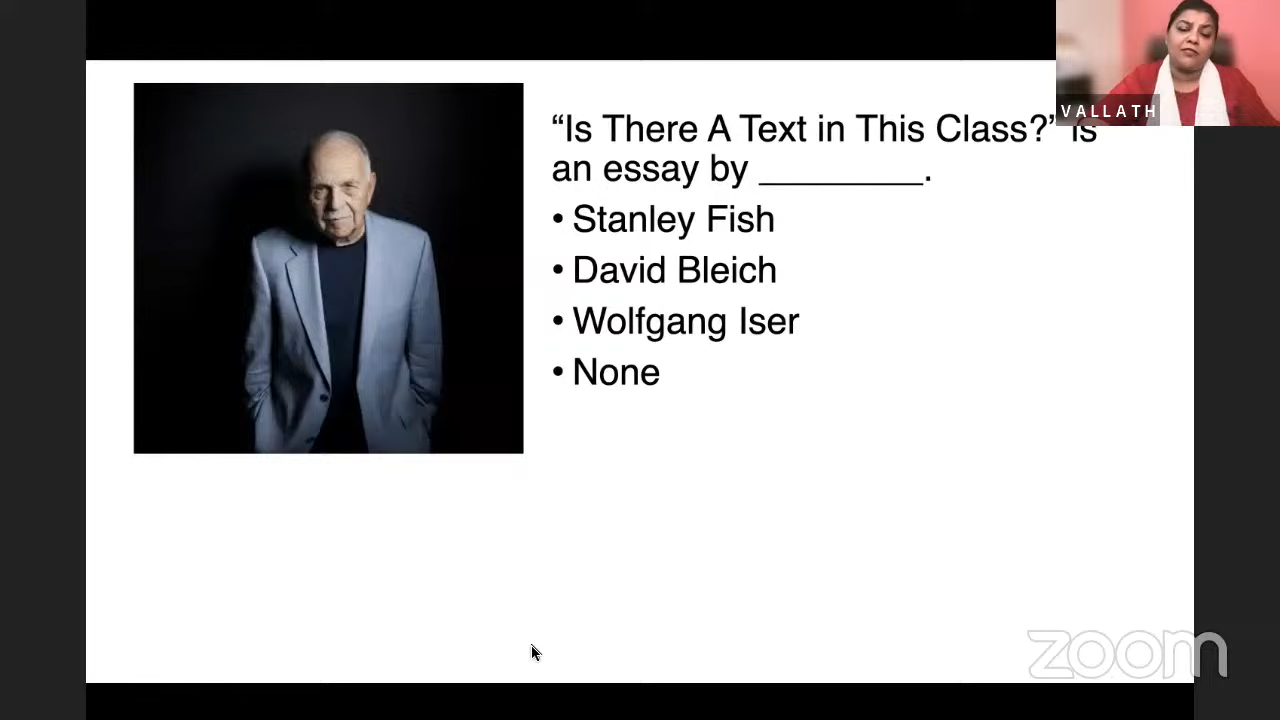 VALLATH
“Is There A Text in This Class?” is
an essay by _________.
• Stanley Fish
• David Bleich
• Wolfgang Iser
• None
zoom